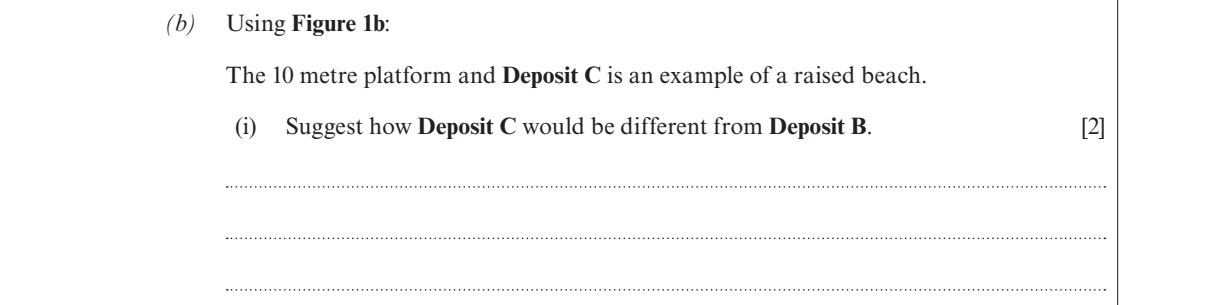 (b) Using Figure 1b:
The 10 metre platform and Deposit C is an example of a raised beach.
(i) Suggest how Deposit C would be different from Deposit B. [2]